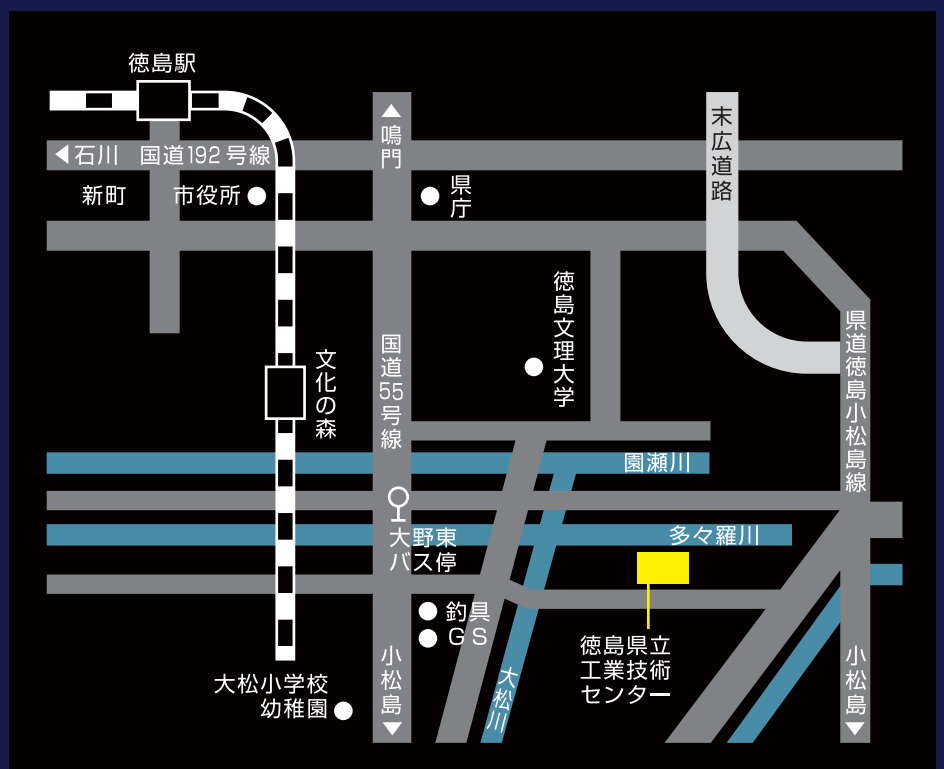 徳島駅
石川 国道192号線
鳴門
末広道路
新町
市役所
県庁
徳島文理大学
国道55号線
文化の森
県道徳島小松島線
園瀬川
大野東
バス停
多々羅川
釣具
GS
徳島県立
工業技術
センター
大松小学校
幼稚園
小松島
大松川
小松島